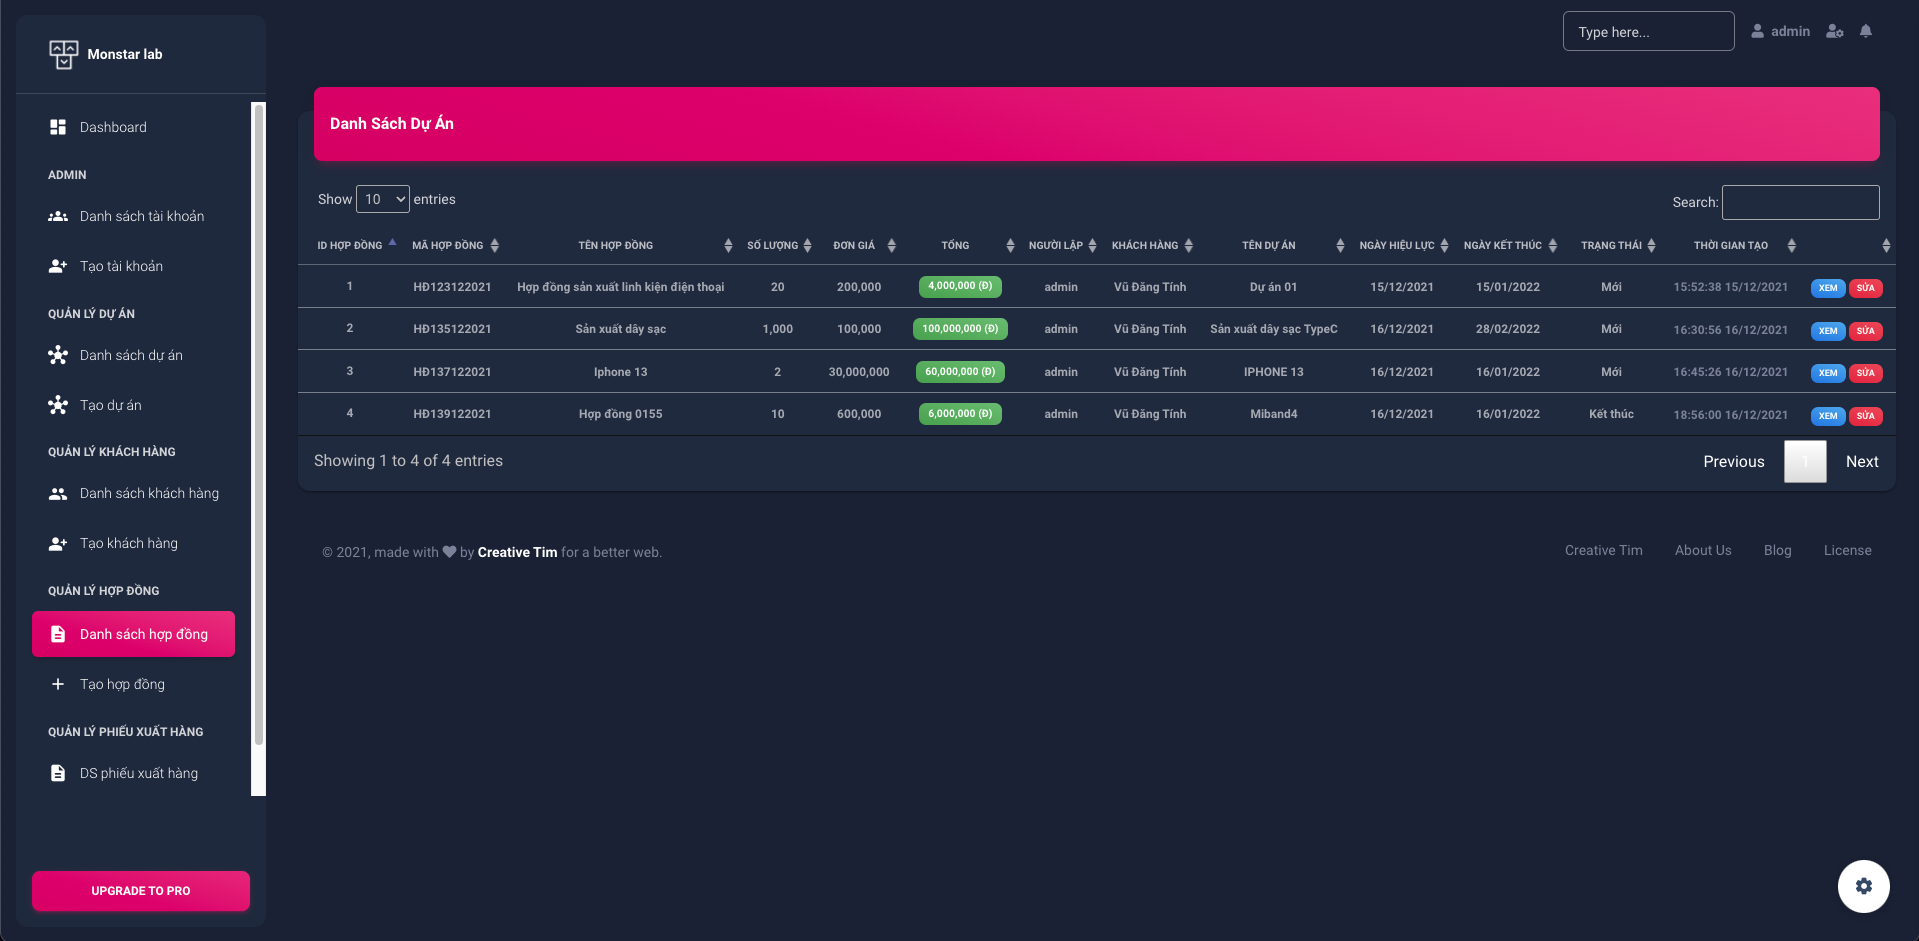 Monstar lab
Type here...
admin
Dashboard
ADMIN
Danh sách tài khoản
Tạo tài khoản
QUẢN LÝ DỰ ÁN
Danh sách dự án
Tạo dự án
QUẢN LÝ KHÁCH HÀNG
Danh sách khách hàng
Tạo khách hàng
QUẢN LÝ HỢP ĐỒNG
Danh sách hợp đồng
Tạo hợp đồng
QUẢN LÝ PHIẾU XUẤT HÀNG
DS phiếu xuất hàng
UPGRADE TO PRO
Danh Sách Dự Án
Show 10 entries
Search:
ID HỢP ĐỒNG MÃ HỢP ĐỒNG TÊN HỢP ĐỒNG SỐ LƯỢNG ĐƠN GIÁ TỔNG NGƯỜI LẬP KHÁCH HÀNG TÊN DỰ ÁN NGÀY HIỆU LỰC NGÀY KẾT THÚC TRẠNG THÁI THỜI GIAN TẠO
1 HĐ123122021 Hợp đồng sản xuất linh kiện điện thoại 20 200,000 4,000,000 (Đ) admin Vũ Đăng Tính Dự án 01 15/12/2021 15/01/2022 Mới 15:52:38 15/12/2021 XEM SỬA
2 HĐ135122021 Sản xuất dây sạc 1,000 100,000 100,000,000 (Đ) admin Vũ Đăng Tính Sản xuất dây sạc TypeC 16/12/2021 28/02/2022 Mới 16:30:56 16/12/2021 XEM SỬA
3 HĐ137122021 Iphone 13 2 30,000,000 60,000,000 (Đ) admin Vũ Đăng Tính IPHONE 13 16/12/2021 16/01/2022 Mới 16:45:26 16/12/2021 XEM SỬA
4 HĐ139122021 Hợp đồng 0155 10 600,000 6,000,000 (Đ) admin Vũ Đăng Tính Miband4 16/12/2021 16/01/2022 Kết thúc 18:56:00 16/12/2021 XEM SỬA
Showing 1 to 4 of 4 entries
Previous 1 Next
© 2021, made with by Creative Tim for a better web.
Creative Tim About Us Blog License